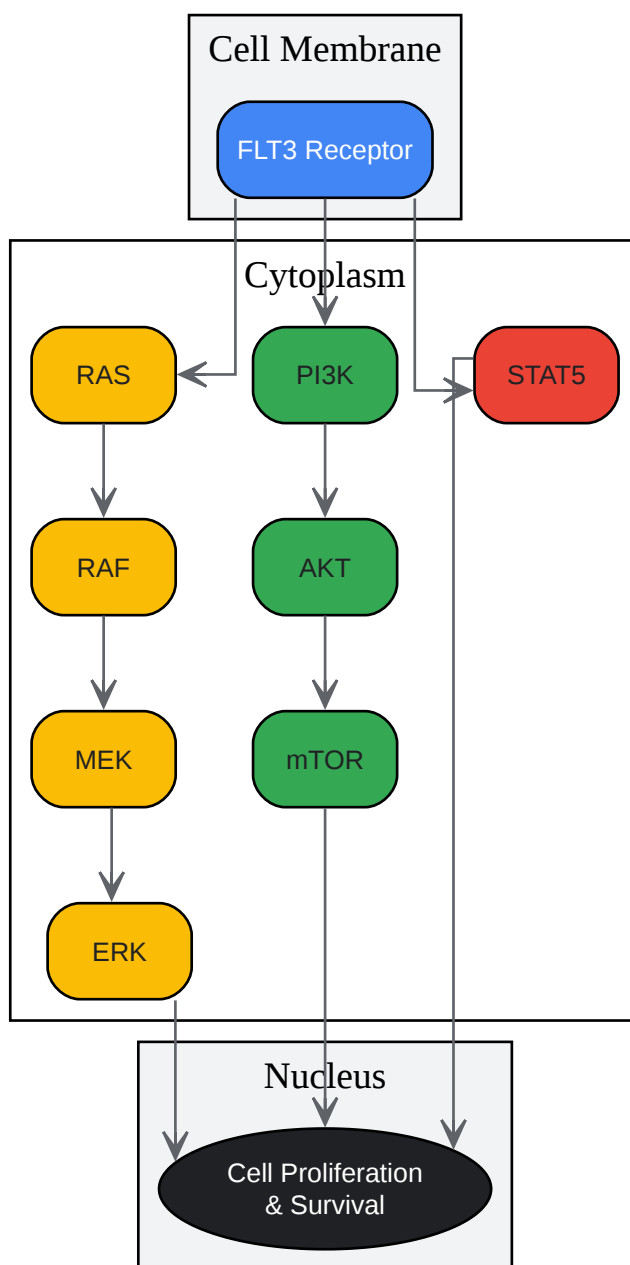 Cell Membrane
FLT3 Receptor
Cytoplasm
RAS
PI3K
STAT5
RAF
AKT
MEK
mTOR
ERK
Nucleus
Cell Proliferation
& Survival